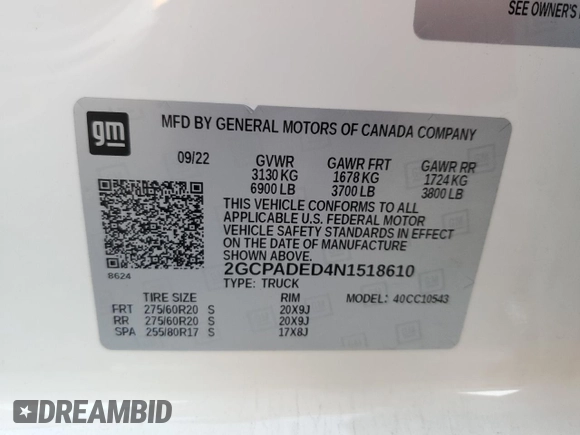 SEE OWNER'S
gm
MFD BY GENERAL MOTORS OF CANADA COMPANY
09/22 GVWR GAWR FRT GAWR RR
3130 KG 1678 KG 1724 KG
6900 LB 3700 LB 3800 LB
THIS VEHICLE CONFORMS TO ALL
APPLICABLE U.S. FEDERAL MOTOR
VEHICLE SAFETY STANDARDS IN
EFFECT ON THE DATE OF MANUFACTURE
SHOWN ABOVE.
8624
2GCPADED4N1518610
TYPE: TRUCK
TIRE SIZE RIM MODEL: 40CC10543
FRT 275/60R20 S 20X9J
RR 275/60R20 S 20X9J
SPA 255/80R17 S 17X8J
DREAMBID